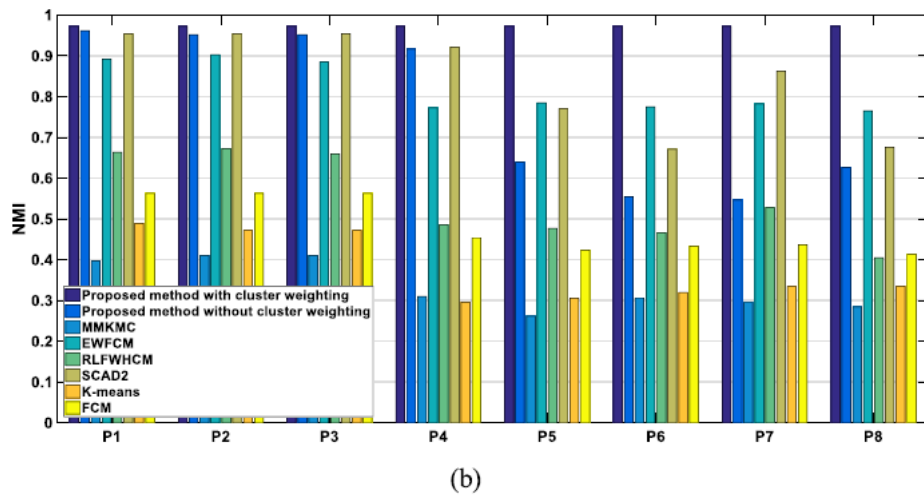 1
0.9
0.8
0.7
0.6
0.5
0.4
0.3
0.2
0.1
0
NMI
Proposed method with cluster weighting
Proposed method without cluster weighting
MMKMC
EWFCM
RLFWHCM
SCAD2
K-means
FCM
P1 P2 P3 P4 P5 P6 P7 P8
(b)